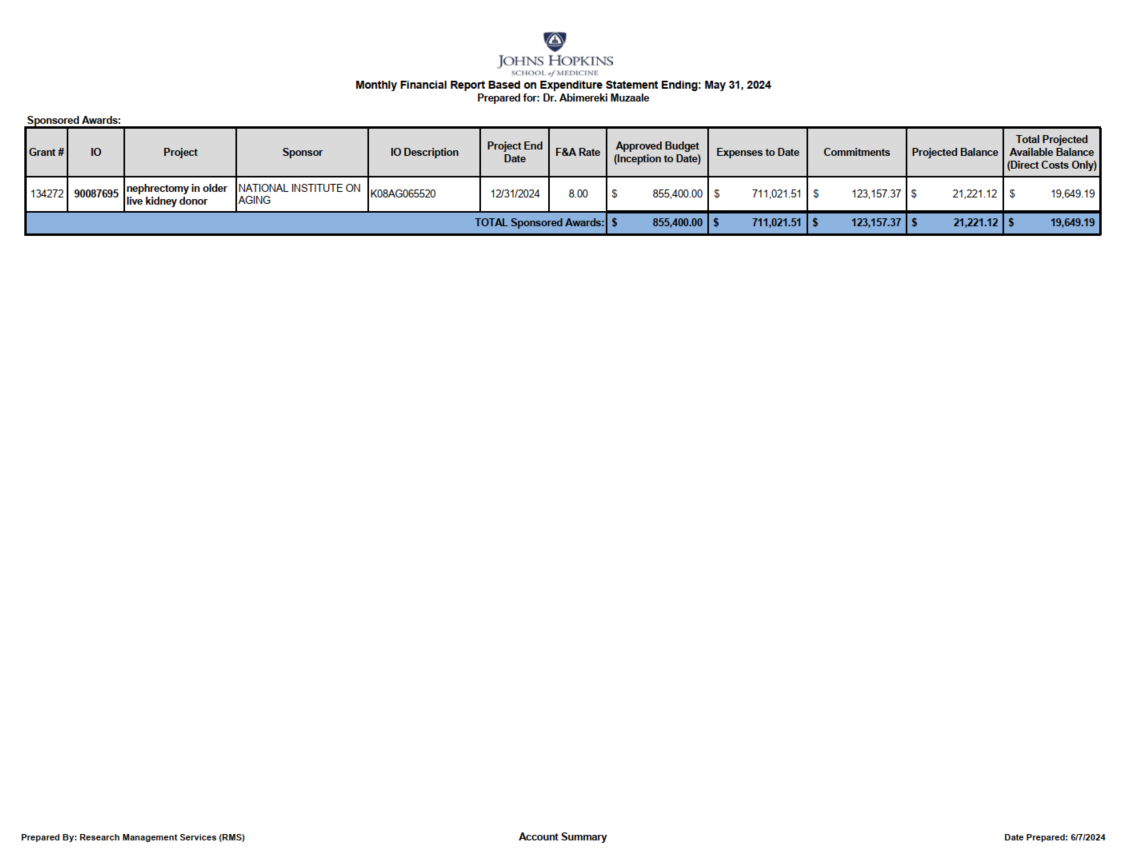 JOHNS HOPKINS
SCHOOL of MEDICINE
Monthly Financial Report Based on Expenditure Statement Ending: May 31, 2024
Prepared for: Dr. Abimereki Muzaale
Sponsored Awards:
Grant # IO Project Sponsor IO Description Project End Date F&A Rate Approved Budget (Inception to Date) Expenses to Date Commitments Projected Balance Total Projected Available Balance (Direct Costs Only)
134272 90087695 nephrectomy in older live kidney donor NATIONAL INSTITUTE ON AGING K08AG065520 12/31/2024 8.00 $ 855,400.00 $ 711,021.51 $ 123,157.37 $ 21,221.12 $ 19,649.19
TOTAL Sponsored Awards: $ 855,400.00 $ 711,021.51 $ 123,157.37 $ 21,221.12 $ 19,649.19
Prepared By: Research Management Services (RMS) Account Summary Date Prepared: 6/7/2024